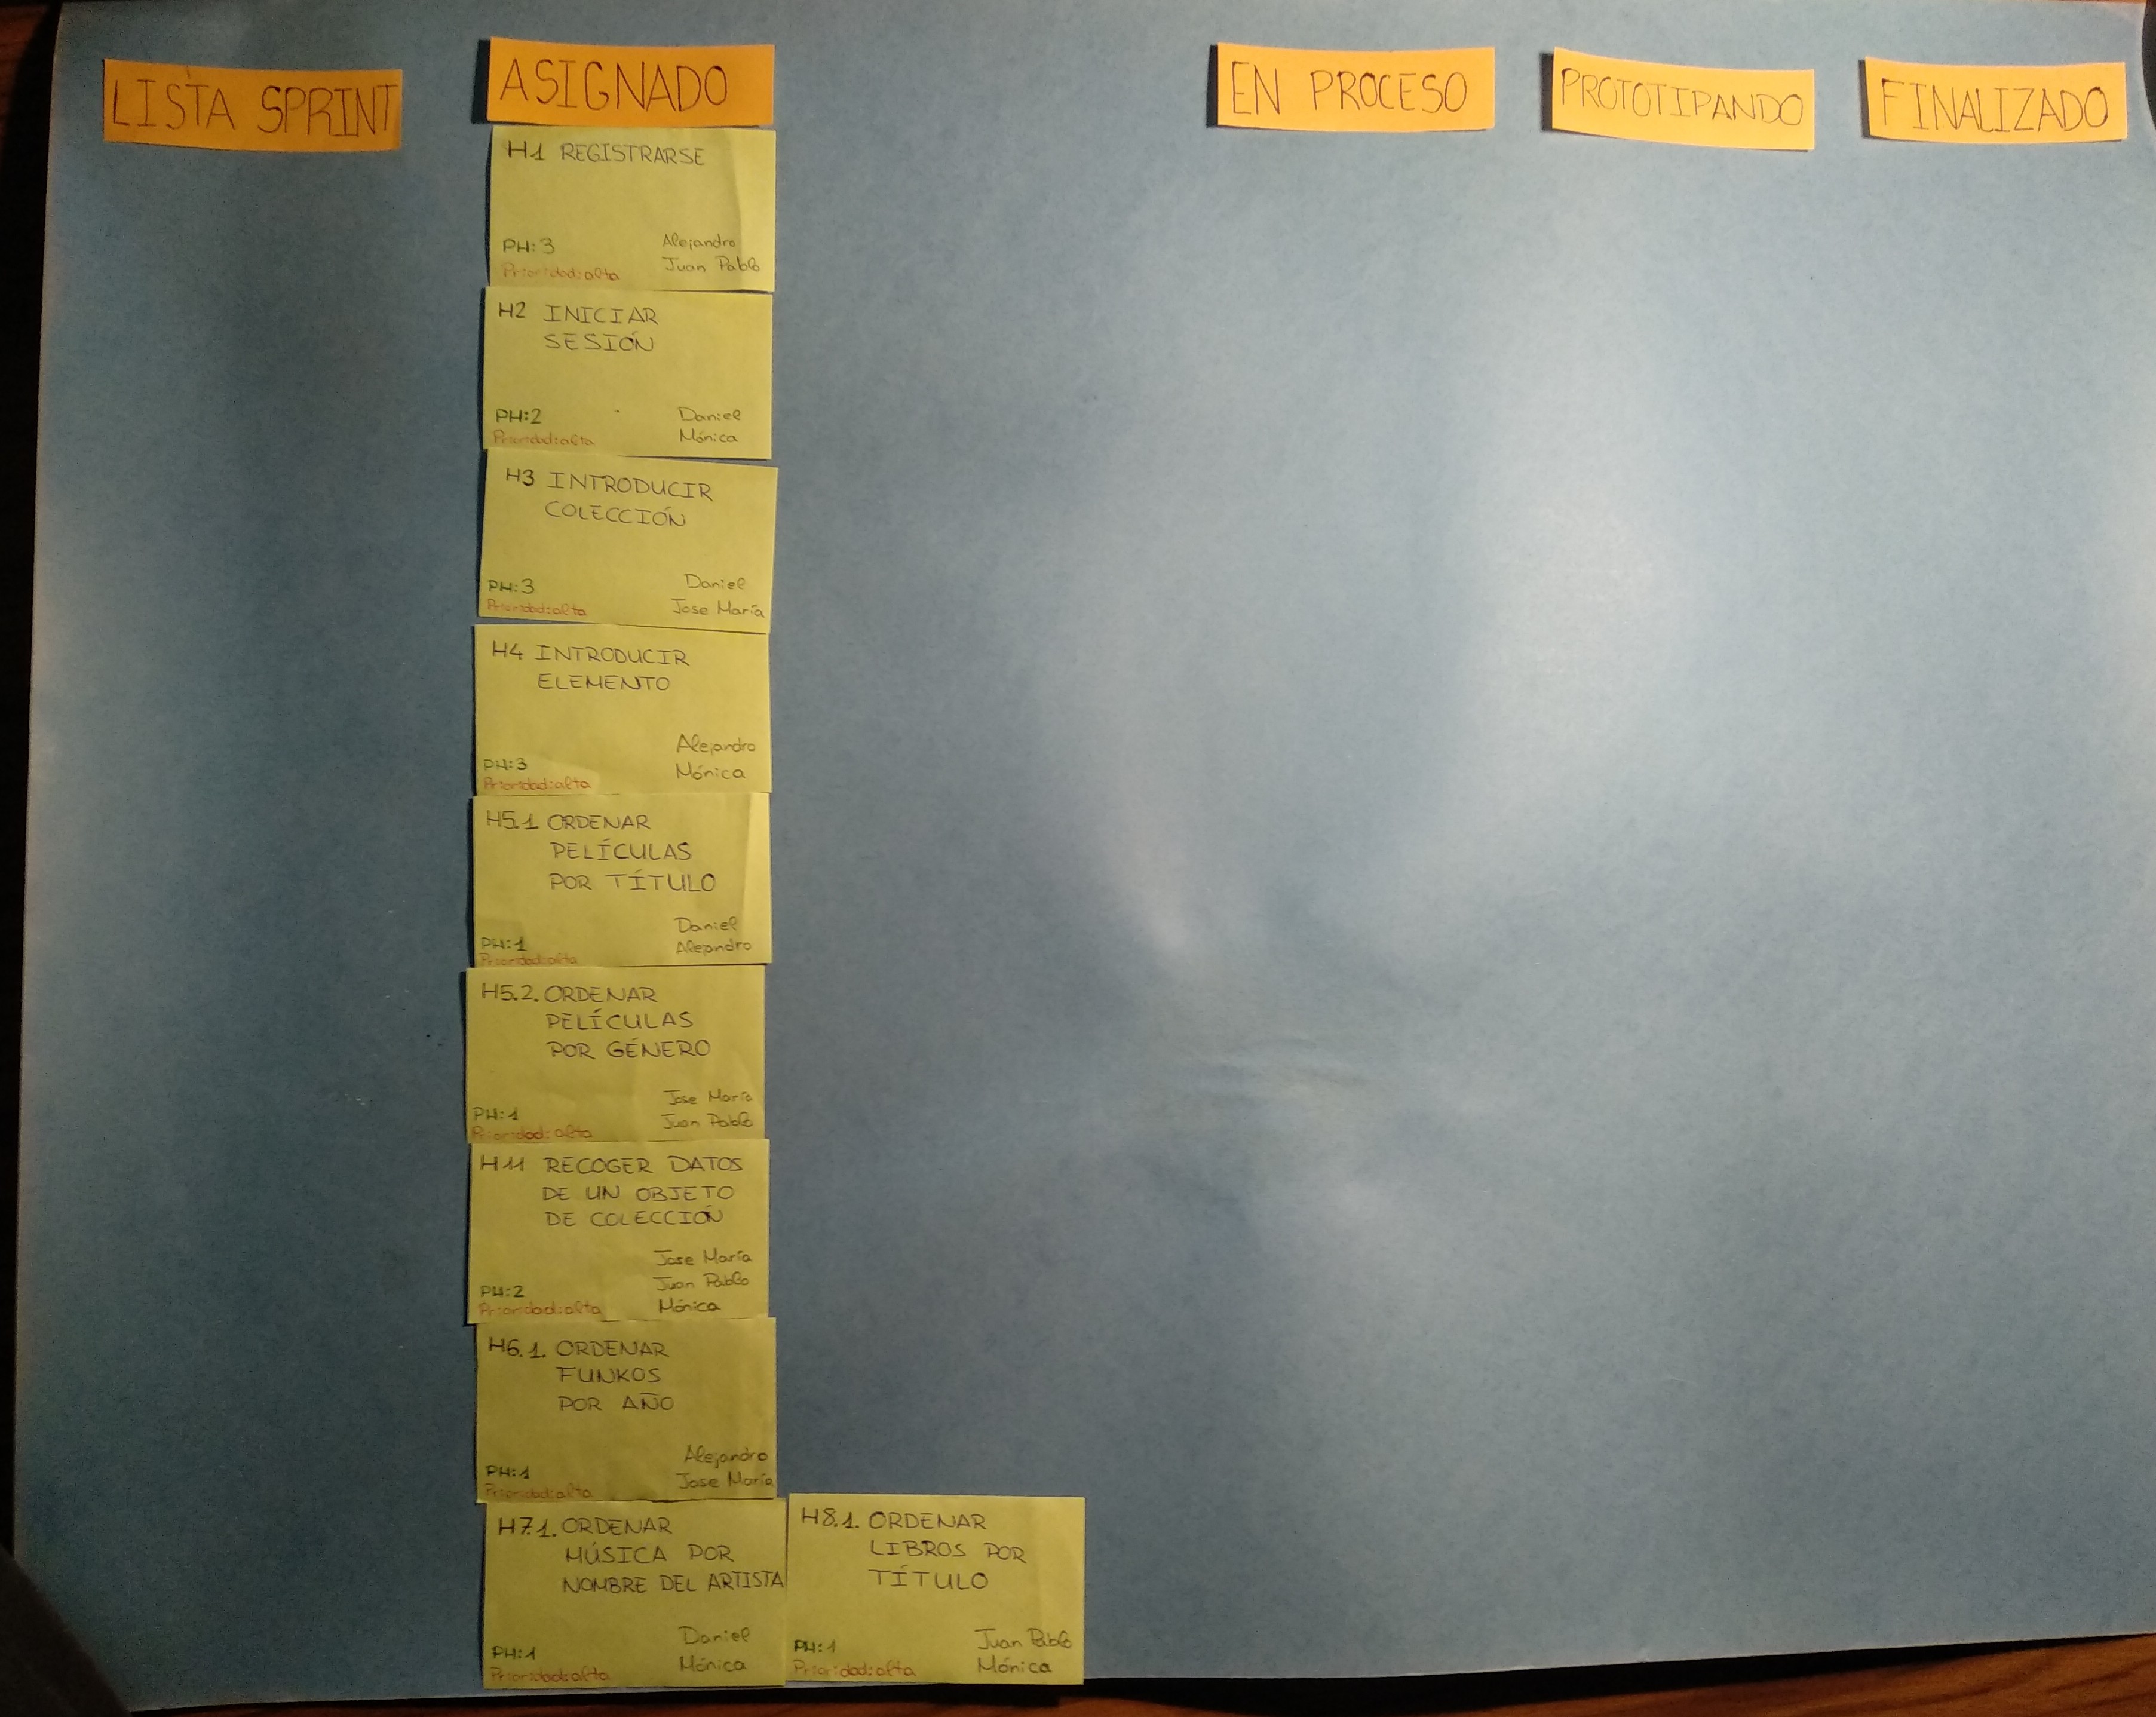 LISTA SPRINT
ASIGNADO
EN PROCESO
PROTOTIPANDO
FINALIZADO
H1 REGISTRARSE
PH:3
Prioridad:alta
Alejandro
Juan Pablo
H2 INICIAR
SESIÓN
PH:2
Prioridad:alta
Daniel
Mónica
H3 INTRODUCIR
COLECCIÓN
PH:3
Prioridad:alta
Daniel
Jose María
H4 INTRODUCIR
ELEMENTO
PH:3
Prioridad:alta
Alejandro
Mónica
H5.1 ORDENAR
PELÍCULAS
POR TÍTULO
PH:1
Prioridad:alta
Daniel
Alejandro
H5.2. ORDENAR
PELÍCULAS
POR GÉNERO
PH:1
Prioridad:alta
Jose María
Juan Pablo
H11 RECOGER DATOS
DE UN OBJETO
DE COLECCIÓN
PH:2
Prioridad:alta
Jose María
Juan Pablo
Mónica
H6.1. ORDENAR
FUNKOS
POR AÑO
PH:1
Prioridad:alta
Alejandro
Jose María
H7.1. ORDENAR
MÚSICA POR
NOMBRE DEL ARTISTA
PH:1
Prioridad:alta
Daniel
Mónica
H8.1. ORDENAR
LIBROS POR
TÍTULO
PH:1
Prioridad:alta
Juan Pablo
Mónica